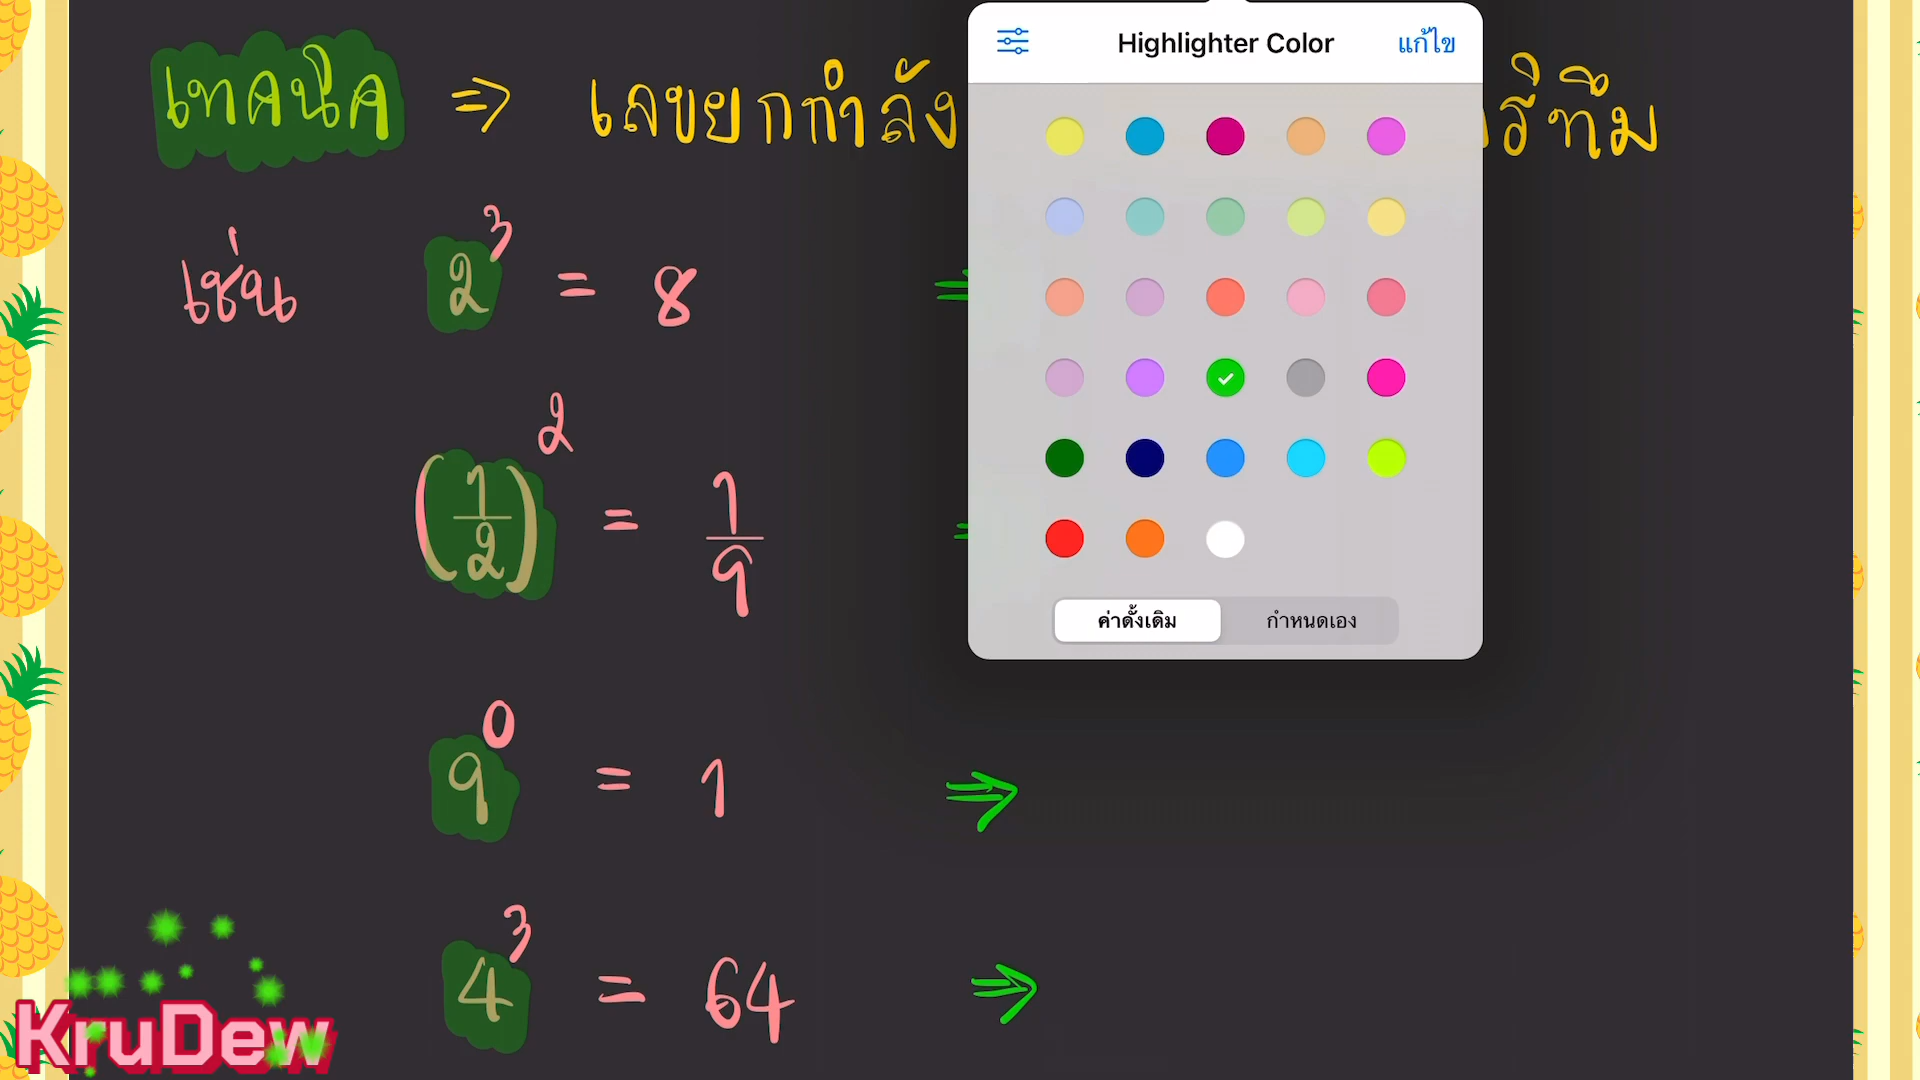 เทคนิค ⇒ เลขยกกำลัง
Highlighter Color
แก้ไข
ริทึม
เช่น 2³ = 8
(1/2)² = 1/9
9⁰ = 1 ⇒
4³ = 64 ⇒
ค่าดั้งเดิม กำหนดเอง
KruDew